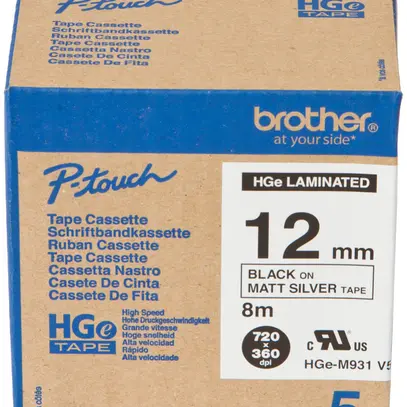 P-touch
HGe
TAPE
Tape Cassette
Schriftbandkassette
Ruban Cassette
Tape Cassette
Cassetta Nastro
Casete De Cinta
Cassete De Fita
brother®
at your side*
P-touch
HGe LAMINATED
Tape Cassette
Schriftbandkassette
Ruban Cassette
Tape Cassette
Cassetta Nastro
Casete De Cinta
Cassete De Fita
12 mm
BLACK ON
MATT SILVER TAPE
8m
HGe
TAPE
High Speed
Hohe Druckgeschwindigkeit
Grande vitesse
Hoge snelheid
Alta velocità
Rápido
Alta velocidade
720
×
360
dpi
C US
HGe-M931 V5
5